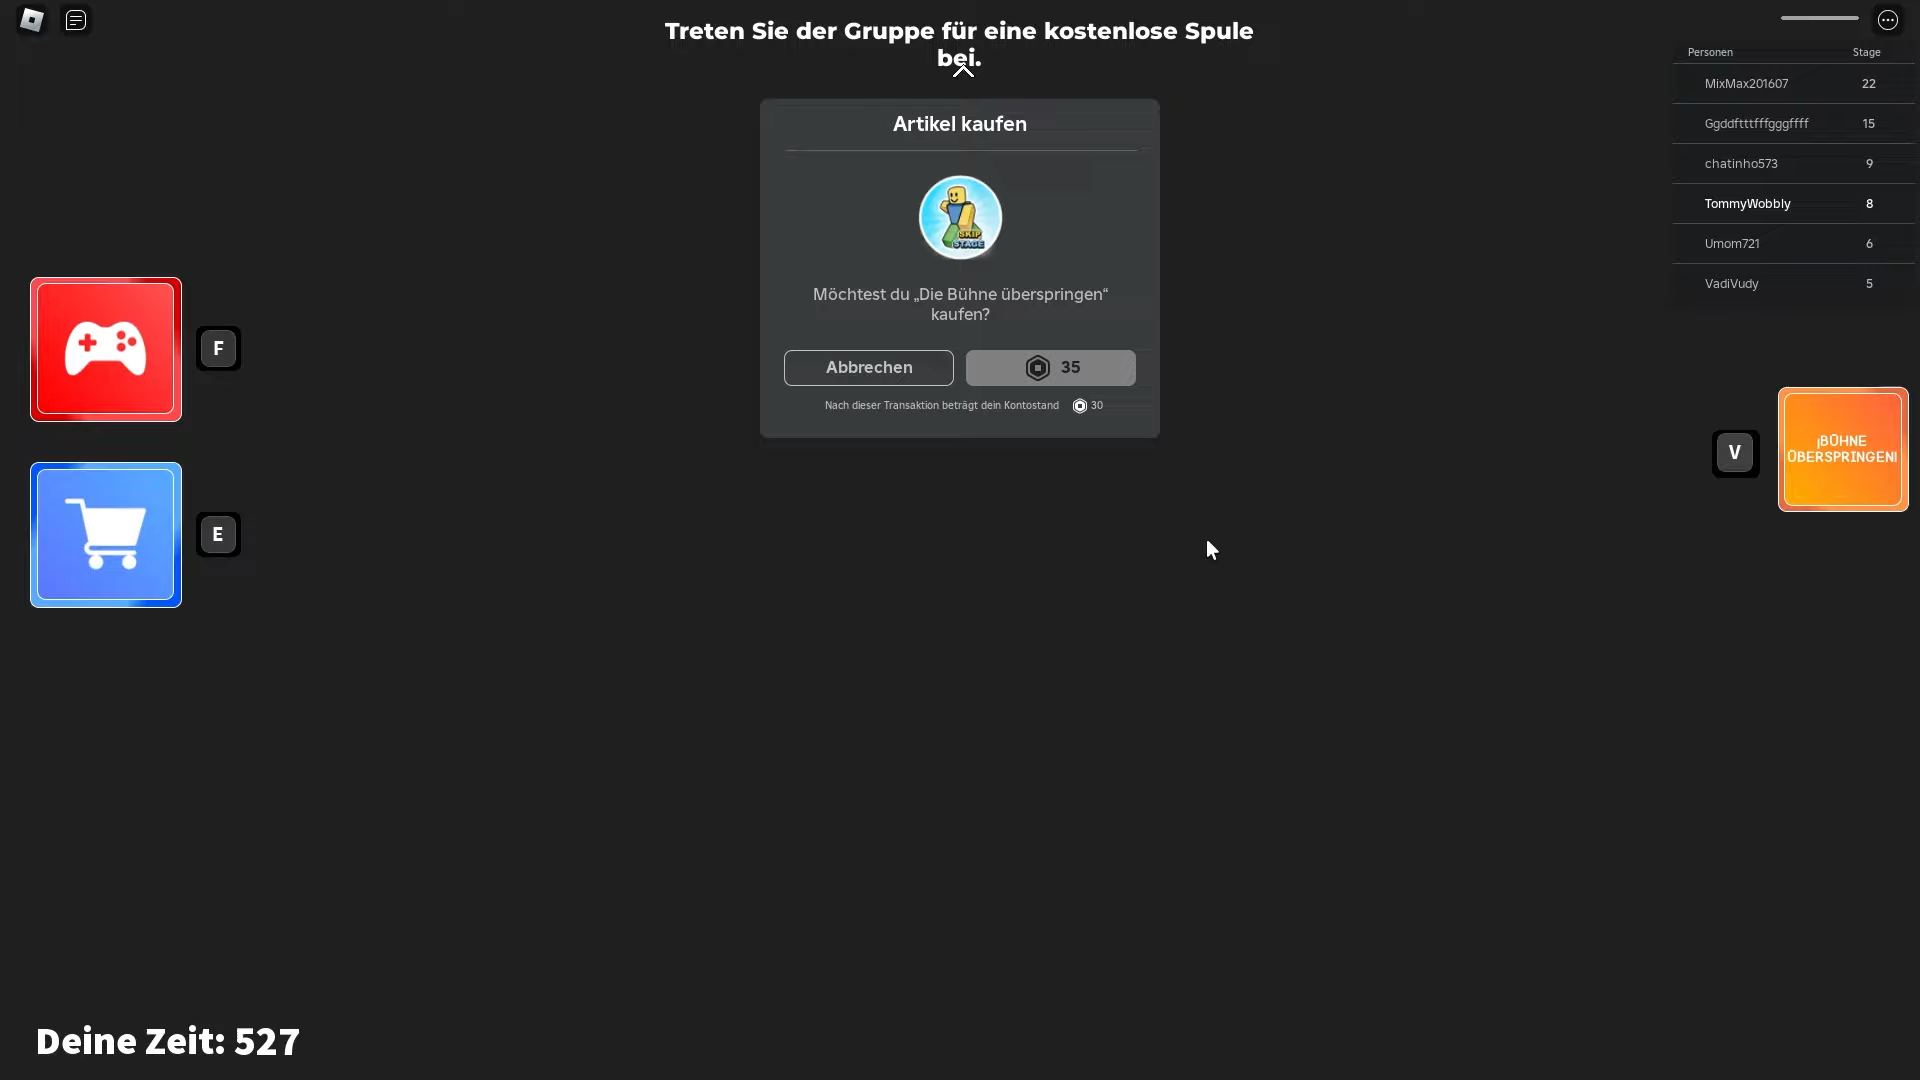 Treten Sie der Gruppe für eine kostenlose Spule
bei.
Personen Stage
MixMax201607 22
Ggddftttfffgggffff 15
chatinho573 9
TommyWobbly 8
Umom721 6
VadiVudy 5
Artikel kaufen
SKIP
STAGE
Möchtest du „Die Bühne überspringen“
kaufen?
Abbrechen 35
Nach dieser Transaktion beträgt dein Kontostand 30
F
E
V
¡BÜHNE
ÜBERSPRINGEN!
Deine Zeit: 527